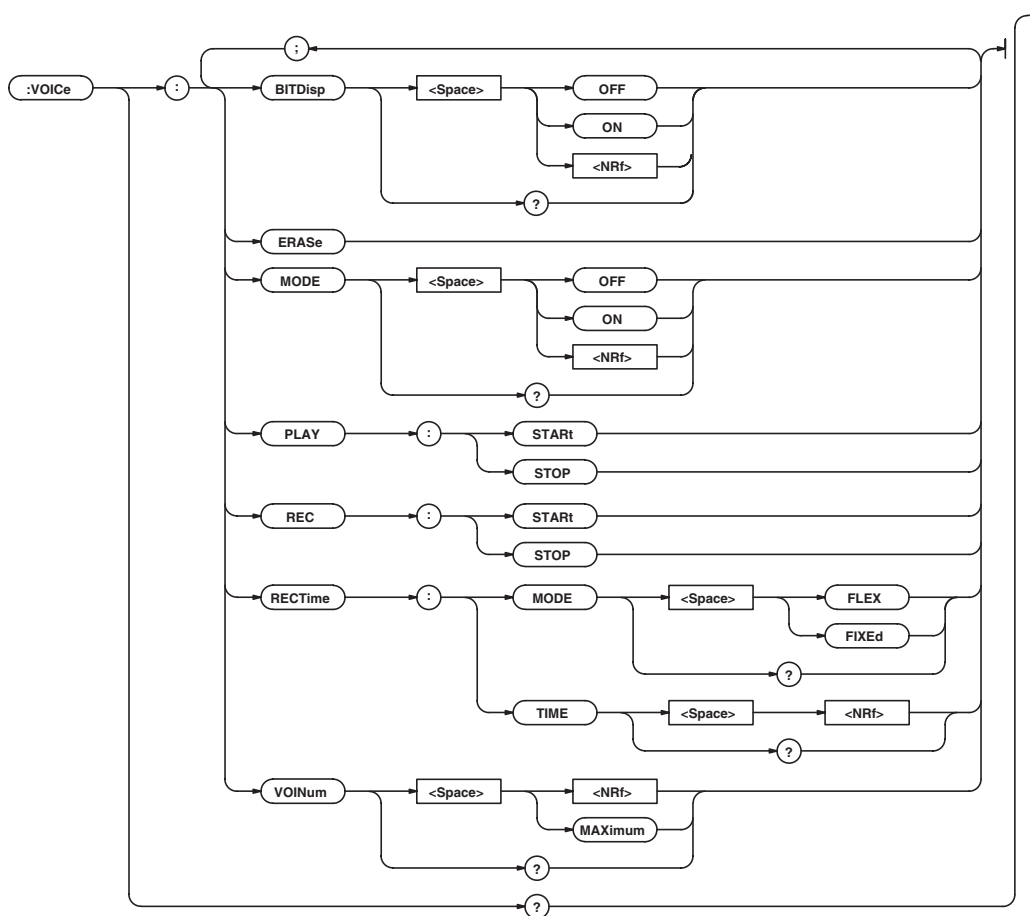 ;
:VOICe : BITDisp <Space> OFF
ON
<NRf>
?
ERASe
MODE <Space> OFF
ON
<NRf>
?
PLAY : STARt
STOP
REC : STARt
STOP
RECTime : MODE <Space> FLEX
FIXEd
?
TIME <Space> <NRf>
?
VOINum <Space> <NRf>
MAXimum
?
?